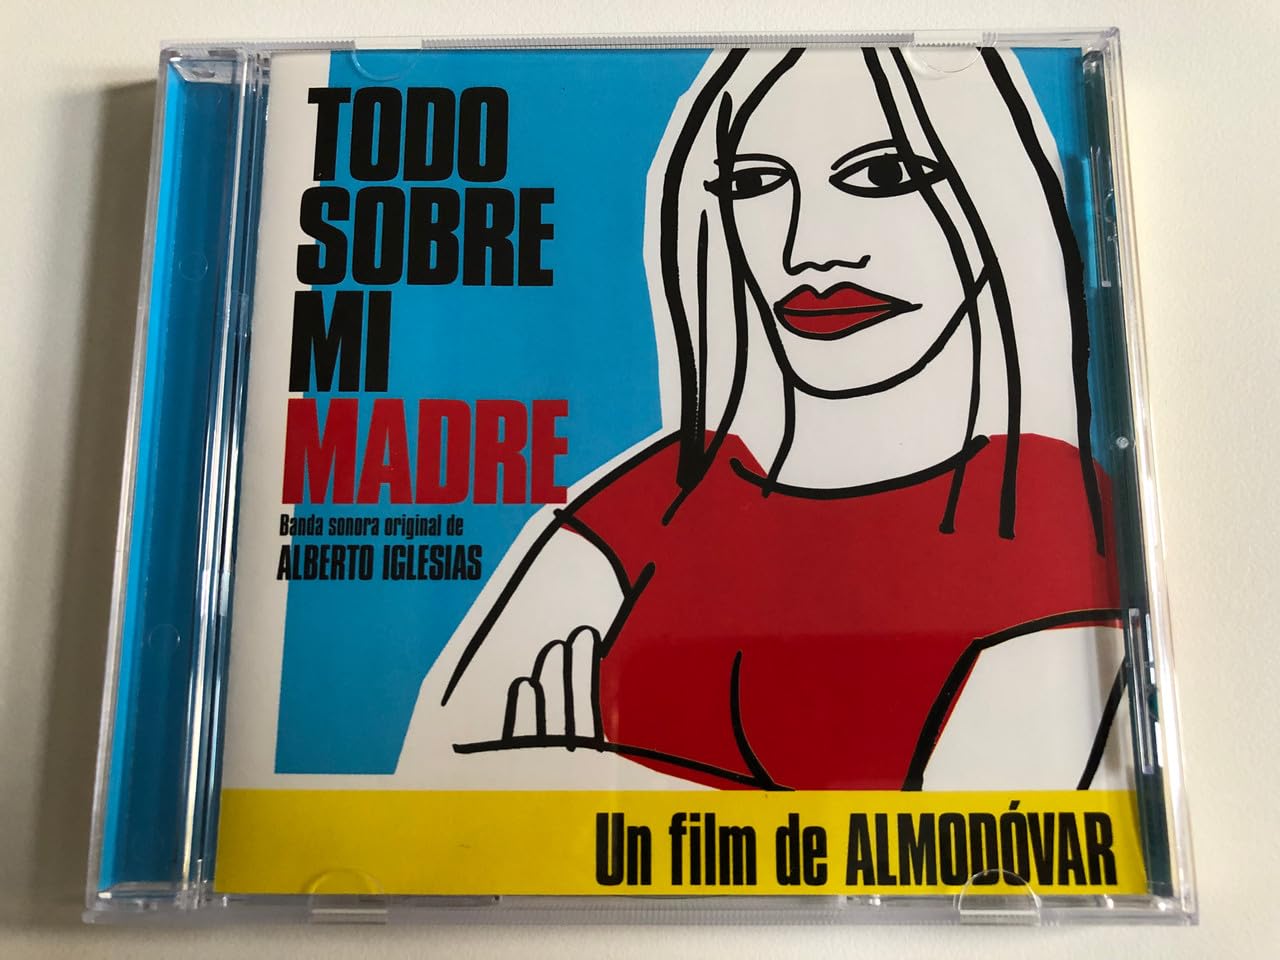 TODO
SOBRE
MI
MADRE
Banda sonora original de
ALBERTO IGLESIAS
Un film de ALMODÓVAR